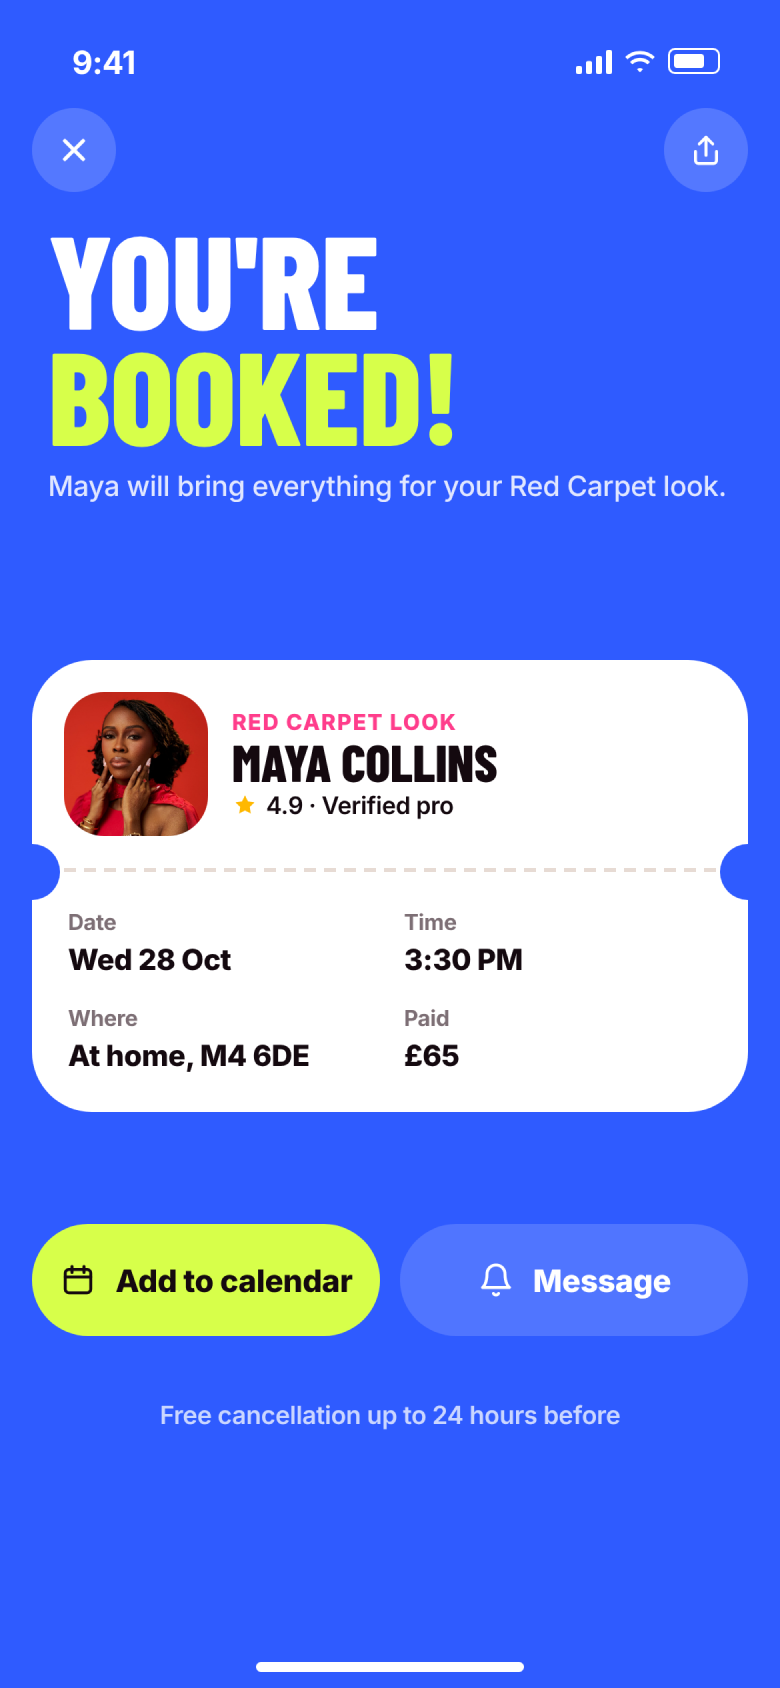 9:41
YOU'RE
BOOKED!
Maya will bring everything for your Red Carpet look.
RED CARPET LOOK
MAYA COLLINS
4.9 · Verified pro
Date
Time
Wed 28 Oct
3:30 PM
Where
Paid
At home, M4 6DE
£65
Add to calendar
Message
Free cancellation up to 24 hours before